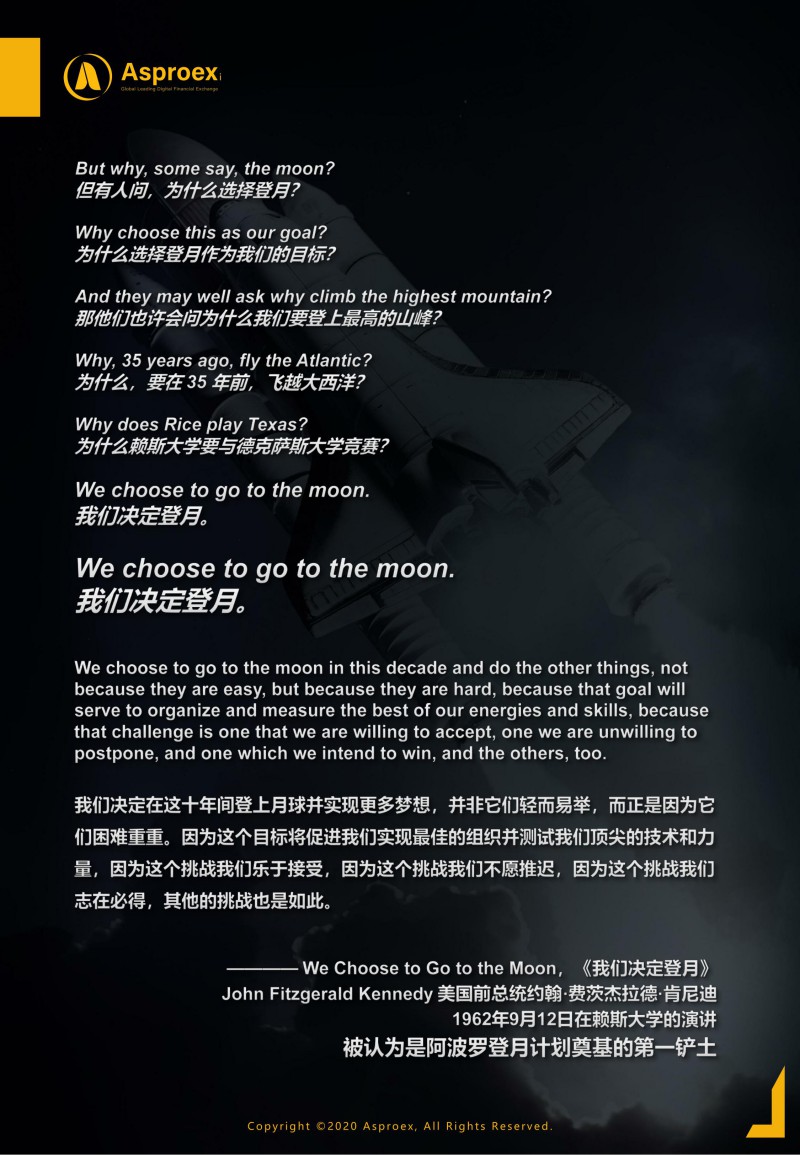 Asproex
Global Leading Digital Financial Exchange
But why, some say, the moon?
但有人问，为什么选择登月？
Why choose this as our goal?
为什么选择登月作为我们的目标？
And they may well ask why climb the highest mountain?
那他们也许会问为什么我们要登上最高的山峰？
Why, 35 years ago, fly the Atlantic?
为什么，要在 35 年前，飞越大西洋？
Why does Rice play Texas?
为什么赖斯大学要与德克萨斯大学竞赛？
We choose to go to the moon.
我们决定登月。
We choose to go to the moon.
我们决定登月。
We choose to go to the moon in this decade and do the other things, not
because they are easy, but because they are hard, because that goal will
serve to organize and measure the best of our energies and skills, because
that challenge is one that we are willing to accept, one we are unwilling to
postpone, and one which we intend to win, and the others, too.
我们决定在这十年间登上月球并实现更多梦想，并非它们轻而易举，而正是因为它
们困难重重。因为这个目标将促进我们实现最佳的组织并测试我们顶尖的技术和力
量，因为这个挑战我们乐于接受，因为这个挑战我们不愿推迟，因为这个挑战我们
志在必得，其他的挑战也是如此。
———— We Choose to Go to the Moon，《我们决定登月》
John Fitzgerald Kennedy 美国前总统约翰·费茨杰拉德·肯尼迪
1962年9月12日在赖斯大学的演讲
被认为是阿波罗登月计划奠基的第一铲土
Copyright ©2020 Asproex, All Rights Reserved.